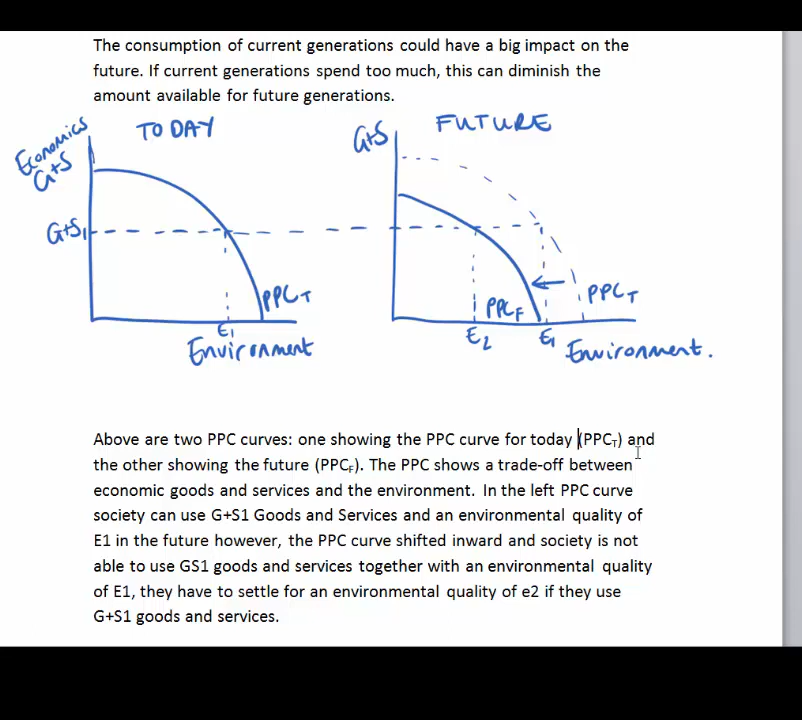 The consumption of current generations could have a big impact on the
future. If current generations spend too much, this can diminish the
amount available for future generations.
Economics
G+S
TODAY
G+S1
PPCT
E1
Environment
G+S
FUTURE
PPCF
PPCT
E2
E1
Environment.
Above are two PPC curves: one showing the PPC curve for today (PPCT) and
the other showing the future (PPCF). The PPC shows a trade-off between
economic goods and services and the environment. In the left PPC curve
society can use G+S1 Goods and Services and an environmental quality of
E1 in the future however, the PPC curve shifted inward and society is not
able to use GS1 goods and services together with an environmental quality
of E1, they have to settle for an environmental quality of e2 if they use
G+S1 goods and services.